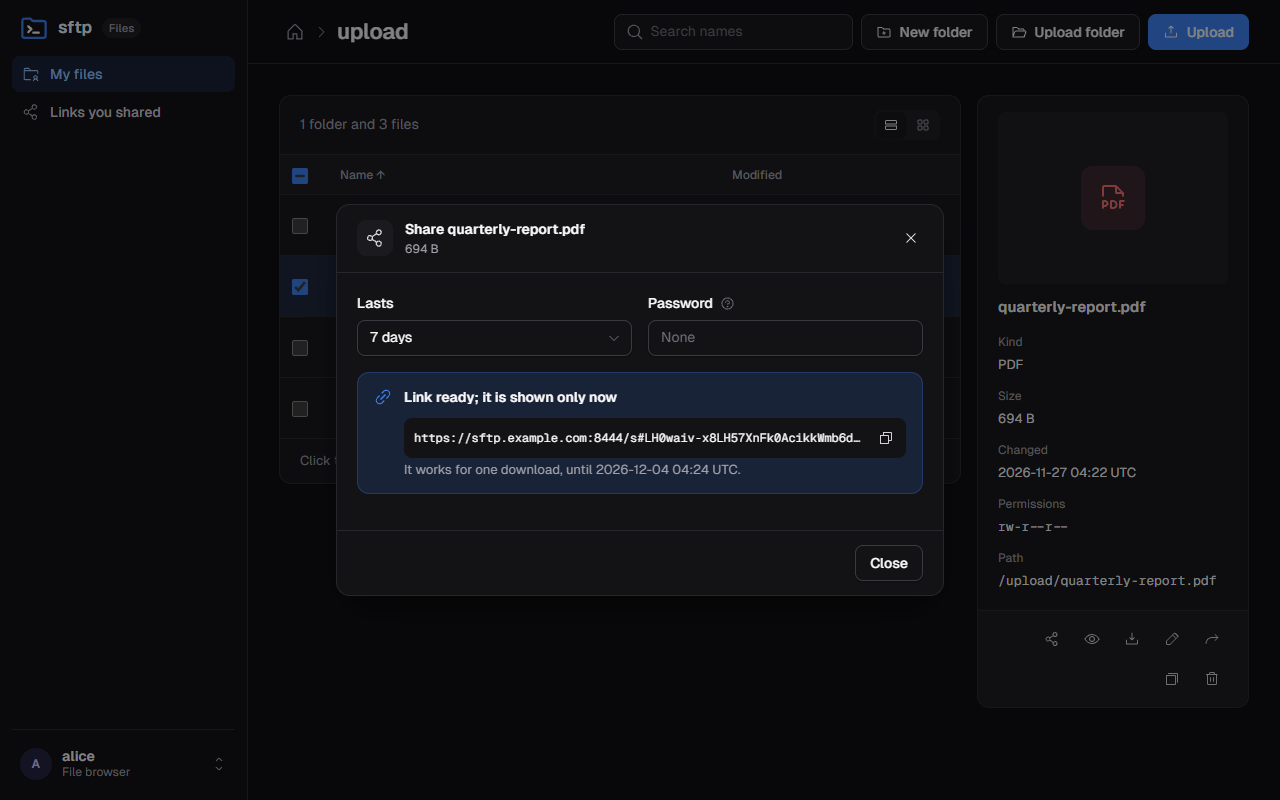 sftp Files
My files
Links you shared
upload
Search names
New folder
Upload folder
Upload
1 folder and 3 files
Name
Modified
Share quarterly-report.pdf
694 B
Lasts
Password
7 days
None
Link ready; it is shown only now
https://sftp.example.com:8444/s#LH0waiv-x8LH57XnFk0AcikkWmb6d…
It works for one download, until 2026-12-04 04:24 UTC.
Close
Click
PDF
quarterly-report.pdf
Kind
PDF
Size
694 B
Changed
2026-11-27 04:22 UTC
Permissions
rw-r--r--
Path
/upload/quarterly-report.pdf
A
alice
File browser